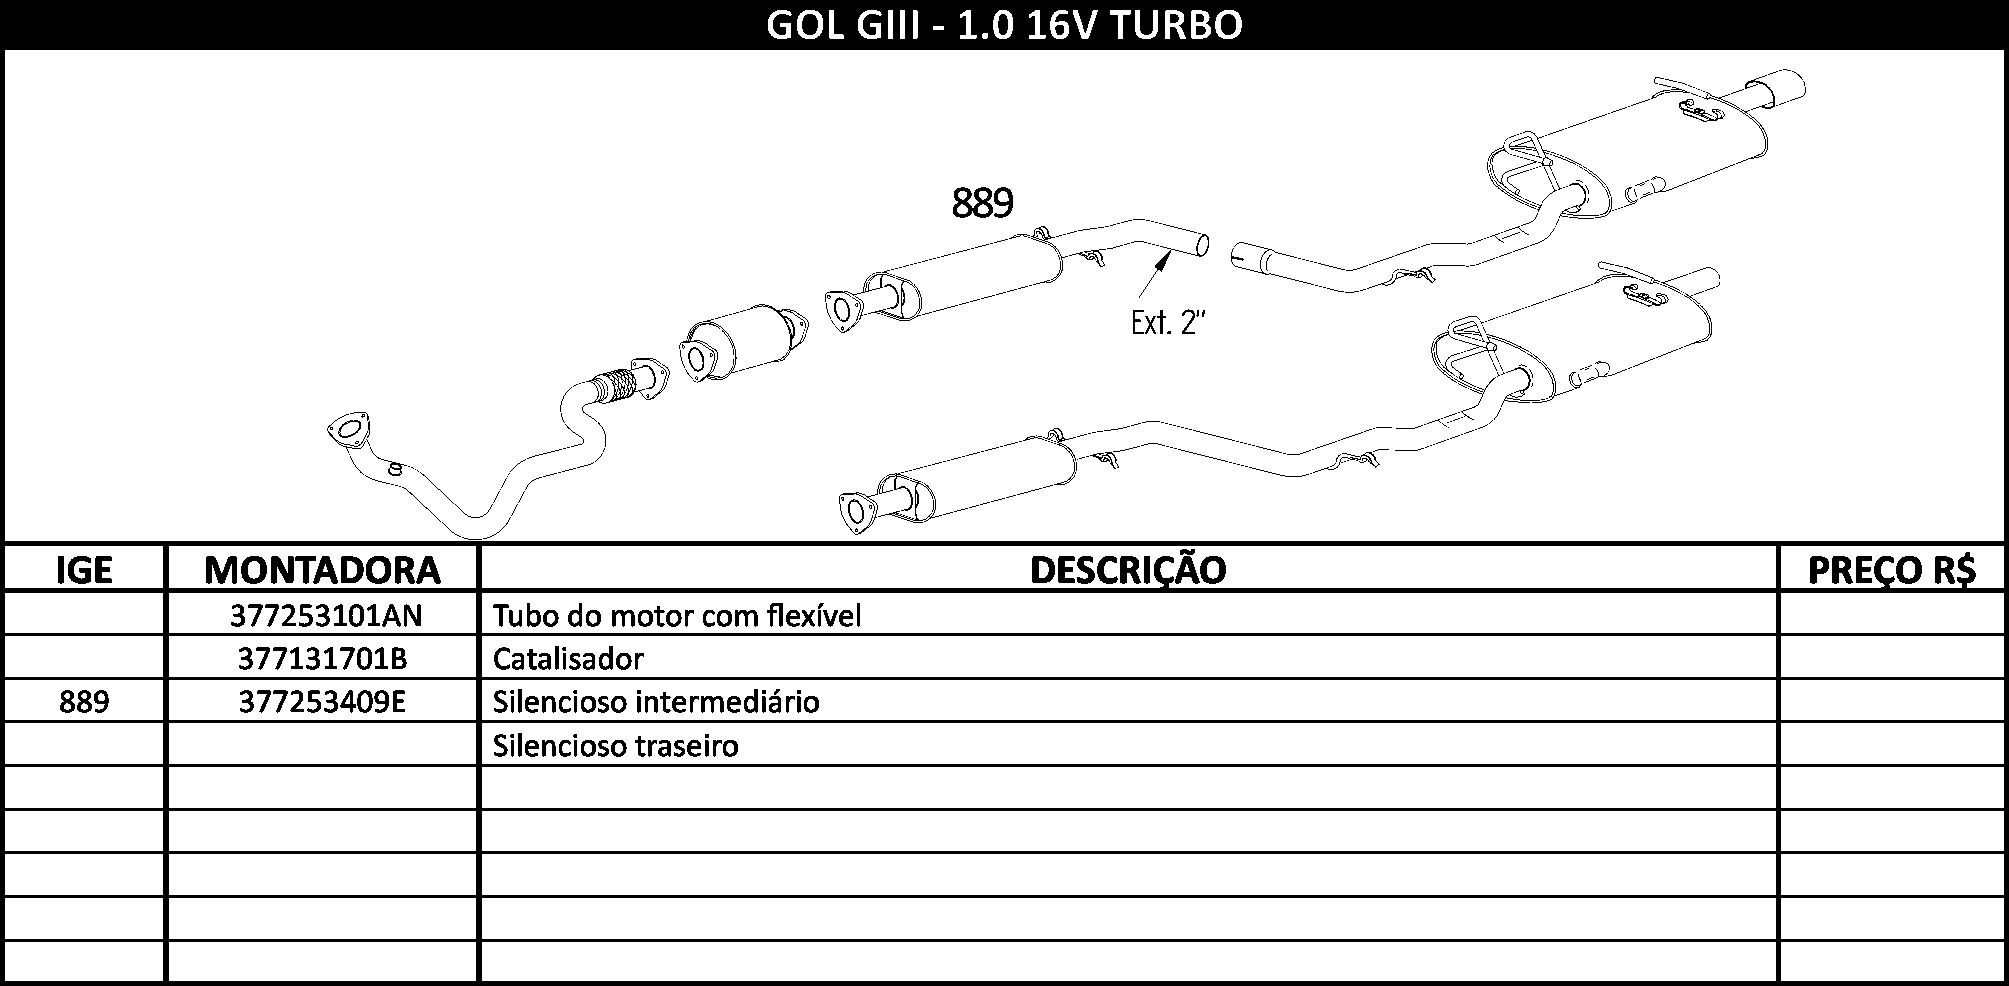 GOL GIII - 1.0 16V TURBO
889
Ext. 2"
IGE MONTADORA DESCRIÇÃO PREÇO R$
377253101AN Tubo do motor com flexível
377131701B Catalisador
889 377253409E Silencioso intermediário
Silencioso traseiro